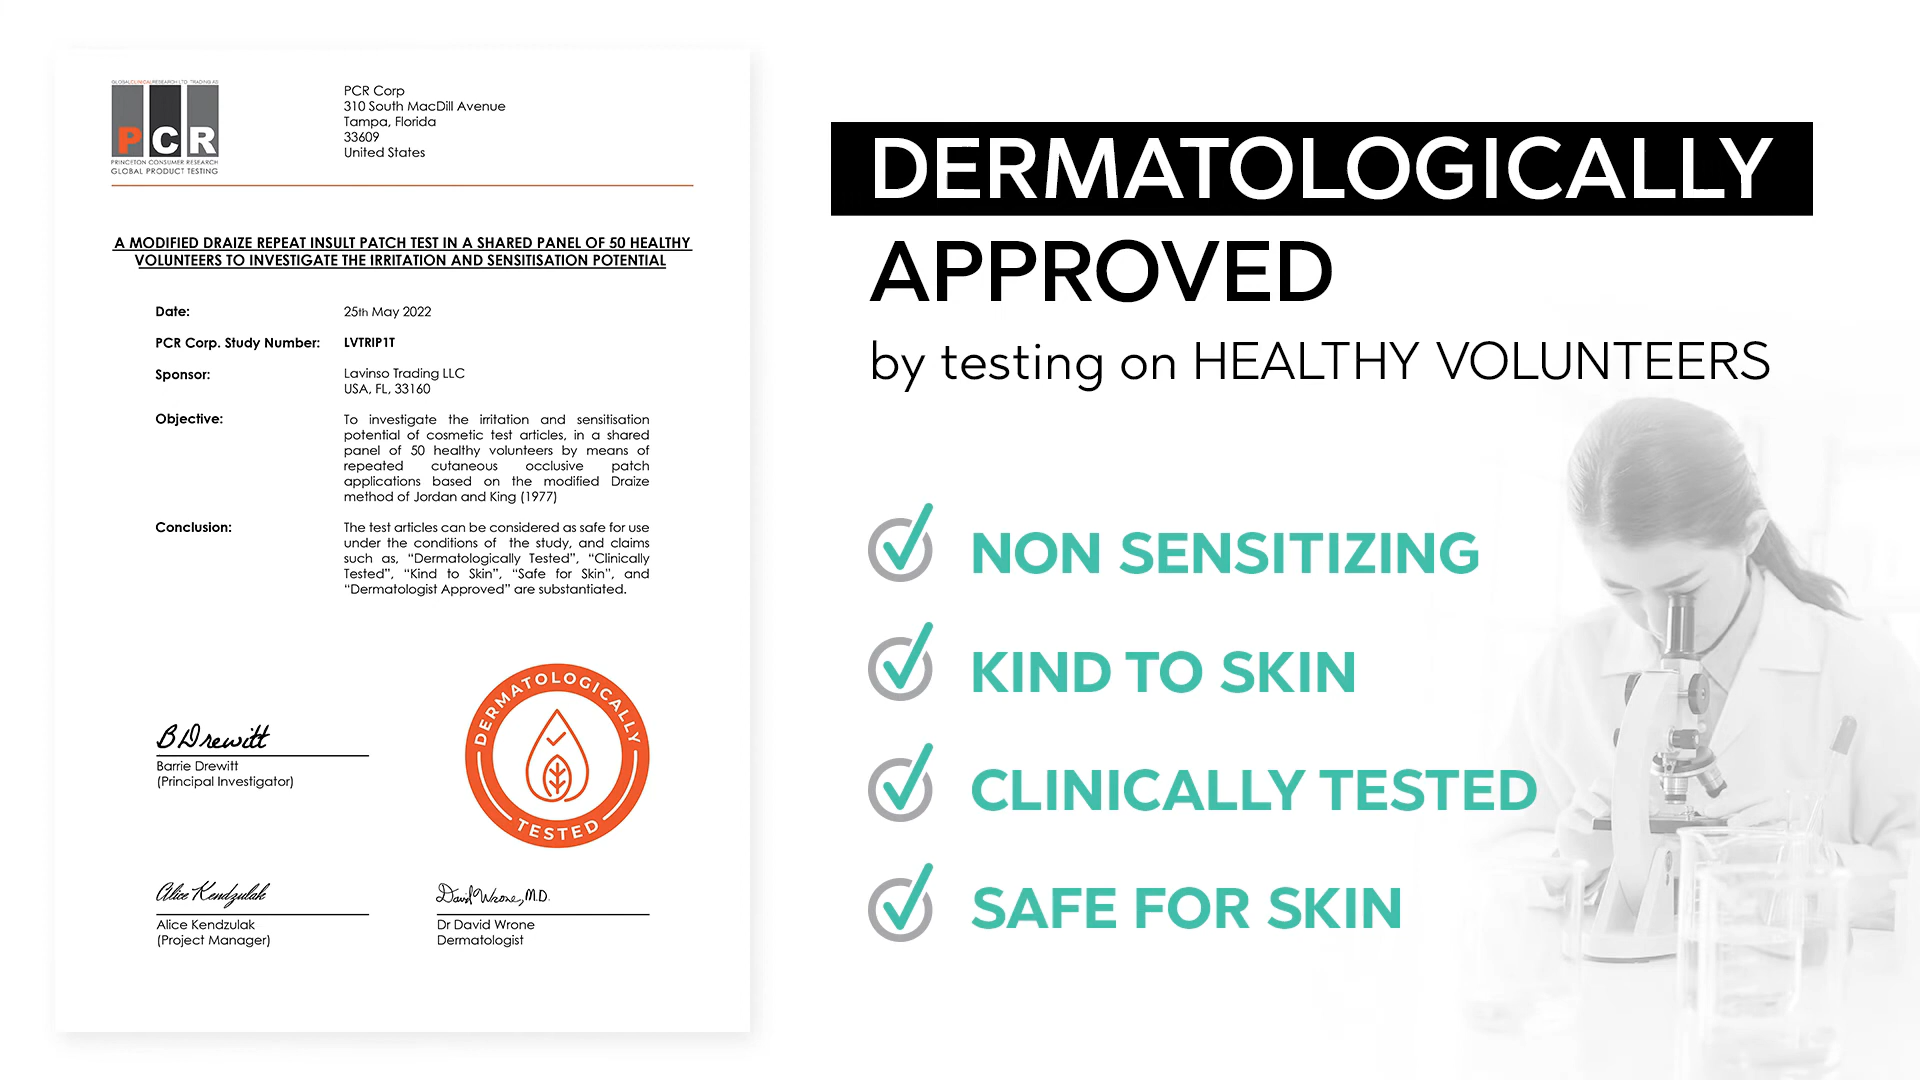 GLOBALCLINICALRESEARCH LTD. TRADING AS
PCR
PRINCETON CONSUMER RESEARCH
GLOBAL PRODUCT TESTING
PCR Corp
310 South MacDill Avenue
Tampa, Florida
33609
United States
A MODIFIED DRAIZE REPEAT INSULT PATCH TEST IN A SHARED PANEL OF 50 HEALTHY
VOLUNTEERS TO INVESTIGATE THE IRRITATION AND SENSITISATION POTENTIAL
Date: 25th May 2022
PCR Corp. Study Number: LVTRIP1T
Sponsor: Lavinso Trading LLC
USA, FL, 33160
Objective: To investigate the irritation and sensitisation
potential of cosmetic test articles, in a shared
panel of 50 healthy volunteers by means of
repeated cutaneous occlusive patch
applications based on the modified Draize
method of Jordan and King (1977)
Conclusion: The test articles can be considered as safe for use
under the conditions of the study, and claims
such as, “Dermatologically Tested”, “Clinically
Tested”, “Kind to Skin”, “Safe for Skin”, and
“Dermatologist Approved” are substantiated.
B Drewitt
Barrie Drewitt
(Principal Investigator)
DERMATOLOGICALLY
TESTED
Alice Kendzulak
Alice Kendzulak
(Project Manager)
David Wrone, M.D.
Dr David Wrone
Dermatologist
DERMATOLOGICALLY
APPROVED
by testing on HEALTHY VOLUNTEERS
NON SENSITIZING
KIND TO SKIN
CLINICALLY TESTED
SAFE FOR SKIN